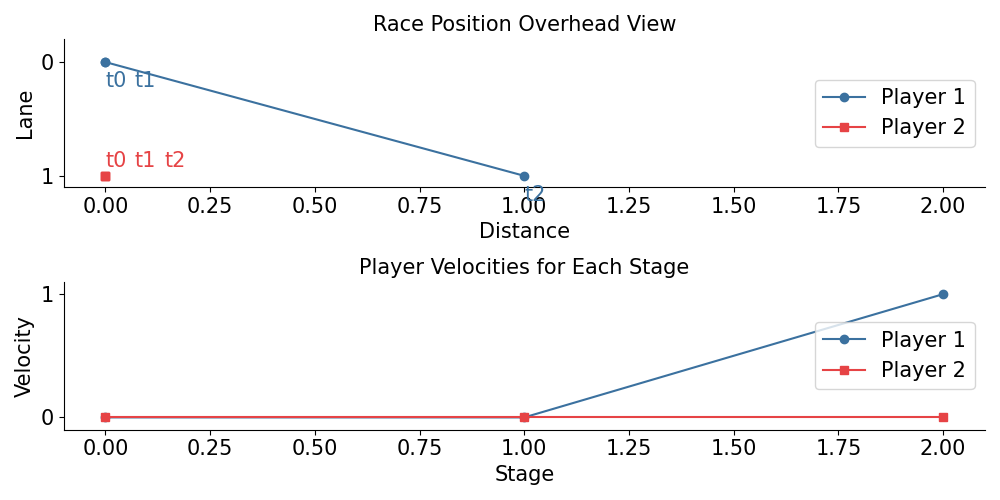 Race Position Overhead View
Lane
0
1
t0 t1
t0 t1 t2
t2
Player 1
Player 2
0.00 0.25 0.50 0.75 1.00 1.25 1.50 1.75 2.00
Distance
Player Velocities for Each Stage
Velocity
1
0
Player 1
Player 2
0.00 0.25 0.50 0.75 1.00 1.25 1.50 1.75 2.00
Stage